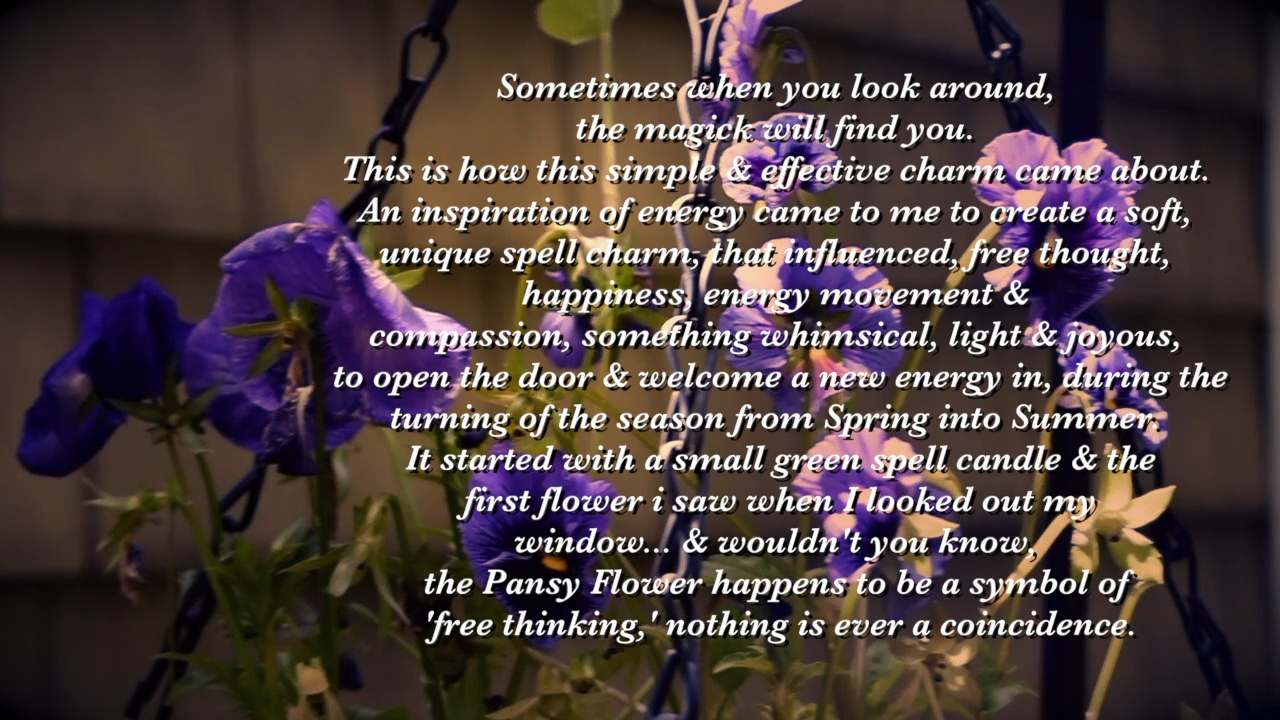 Sometimes when you look around,
the magick will find you.
This is how this simple & effective charm came about.
An inspiration of energy came to me to create a soft,
unique spell charm, that influenced, free thought,
happiness, energy movement &
compassion, something whimsical, light & joyous,
to open the door & welcome a new energy in, during the
turning of the season from Spring into Summer.
It started with a small green spell candle & the
first flower i saw when I looked out my
window... & wouldn't you know,
the Pansy Flower happens to be a symbol of
'free thinking,' nothing is ever a coincidence.